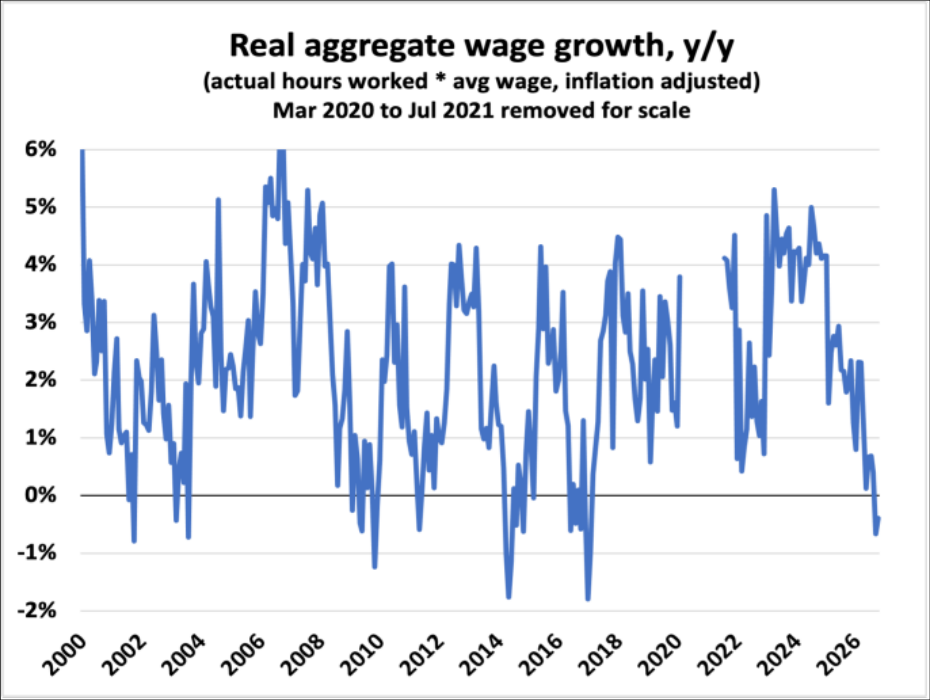 Real aggregate wage growth, y/y
(actual hours worked * avg wage, inflation adjusted)
Mar 2020 to Jul 2021 removed for scale
6%
5%
4%
3%
2%
1%
0%
-1%
-2%
2000 2002 2004 2006 2008 2010 2012 2014 2016 2018 2020 2022 2024 2026